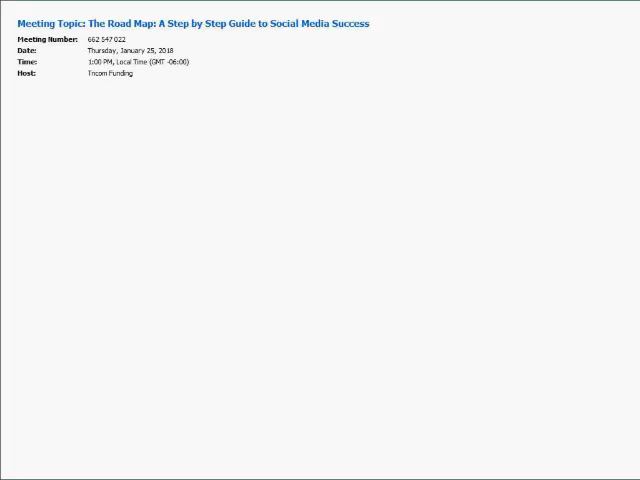 Meeting Topic: The Road Map: A Step by Step Guide to Social Media Success
Meeting Number: 662 547 022
Date: Thursday, January 25, 2018
Time: 1:00 PM, Local Time (GMT -06:00)
Host: Tricom Funding